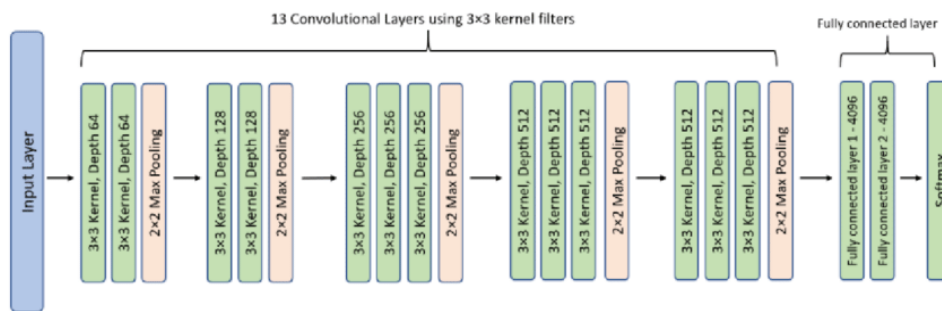 13 Convolutional Layers using 3×3 kernel filters
Fully connected layer
Input Layer
3×3 Kernel, Depth 64
3×3 Kernel, Depth 64
2×2 Max Pooling
3×3 Kernel, Depth 128
3×3 Kernel, Depth 128
2×2 Max Pooling
3×3 Kernel, Depth 256
3×3 Kernel, Depth 256
3×3 Kernel, Depth 256
2×2 Max Pooling
3×3 Kernel, Depth 512
3×3 Kernel, Depth 512
3×3 Kernel, Depth 512
2×2 Max Pooling
3×3 Kernel, Depth 512
3×3 Kernel, Depth 512
3×3 Kernel, Depth 512
2×2 Max Pooling
Fully connected layer 1 - 4096
Fully connected layer 2 - 4096
Softmax